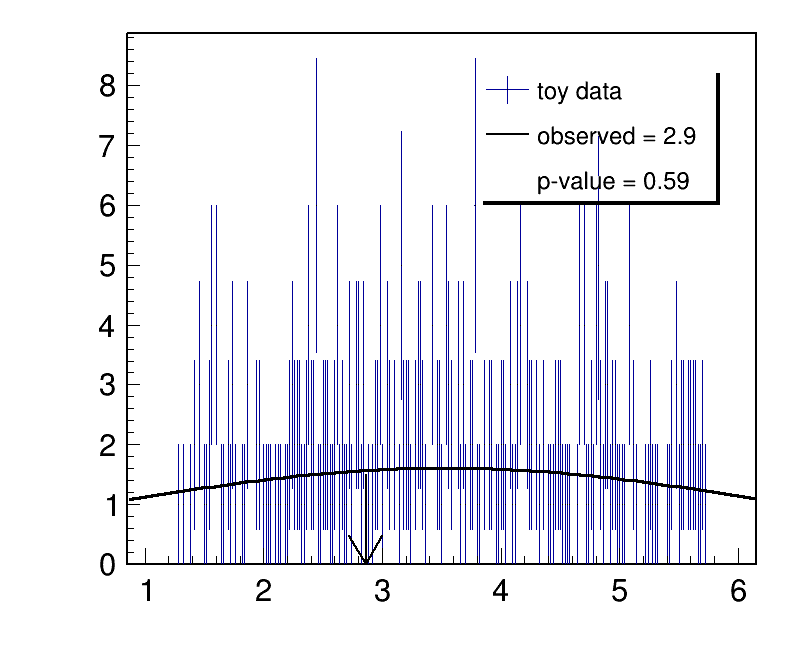 8
7
6
5
4
3
2
1
0
1 2 3 4 5 6
toy data
observed = 2.9
p-value = 0.59